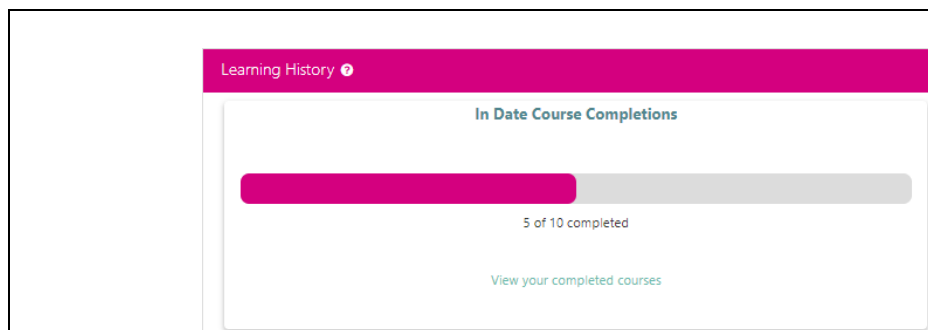 Learning History ?
In Date Course Completions
5 of 10 completed
View your completed courses